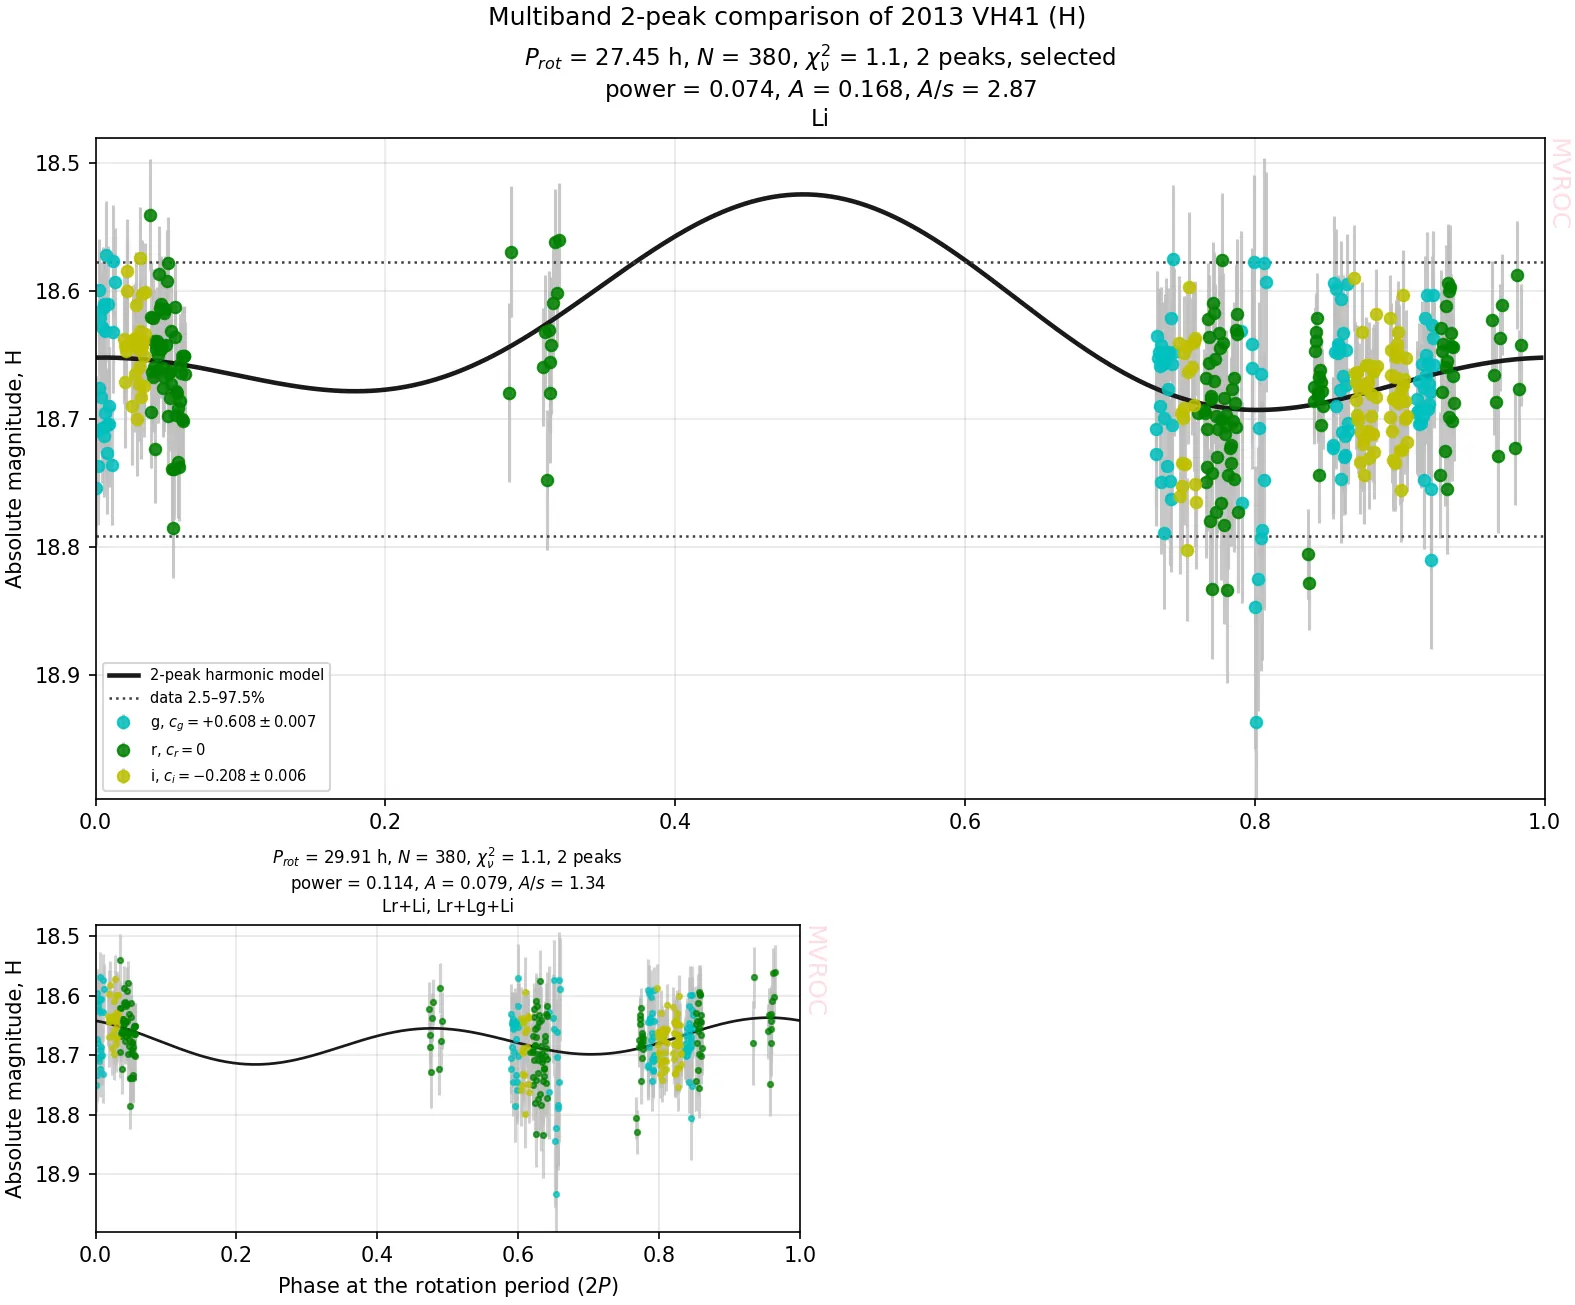 Multiband 2-peak comparison of 2013 VH41 (H)
P_rot = 27.45 h, N = 380, χ²_ν = 1.1, 2 peaks, selected
power = 0.074, A = 0.168, A/s = 2.87
Li
MVROC
Absolute magnitude, H
18.5
18.6
18.7
18.8
18.9
2-peak harmonic model
data 2.5–97.5%
g, c_g = +0.608 ± 0.007
r, c_r = 0
i, c_i = −0.208 ± 0.006
0.0 0.2 0.4 0.6 0.8 1.0
P_rot = 29.91 h, N = 380, χ²_ν = 1.1, 2 peaks
power = 0.114, A = 0.079, A/s = 1.34
Lr+Li, Lr+Lg+Li
MVROC
Absolute magnitude, H
18.5
18.6
18.7
18.8
18.9
0.0 0.2 0.4 0.6 0.8 1.0
Phase at the rotation period (2P)